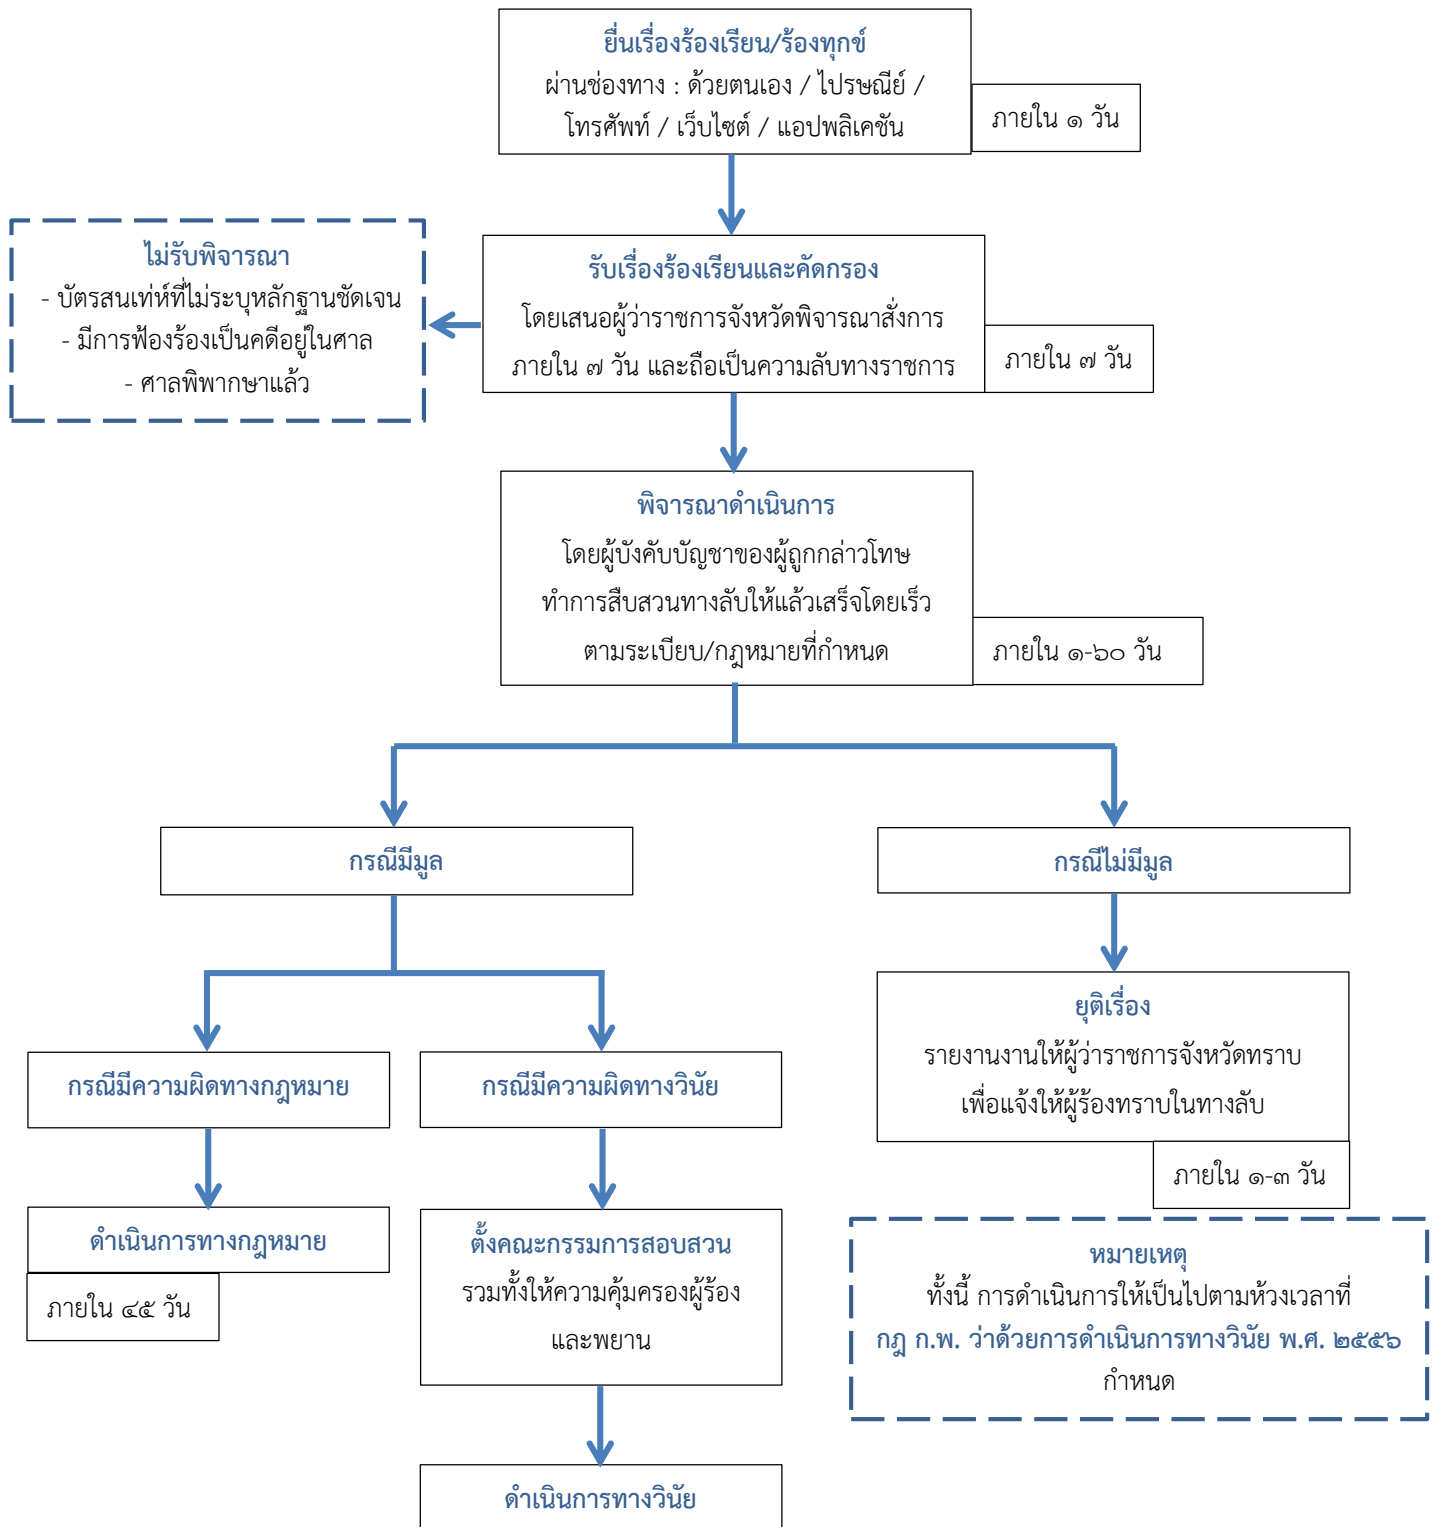 ยื่นเรื่องร้องเรียน/ร้องทุกข์
ผ่านช่องทาง : ด้วยตนเอง / ไปรษณีย์ /
โทรศัพท์ / เว็บไซต์ / แอปพลิเคชัน
ภายใน ๑ วัน
ไม่รับพิจารณา
- บัตรสนเท่ห์ที่ไม่ระบุหลักฐานชัดเจน
- มีการฟ้องร้องเป็นคดีอยู่ในศาล
- ศาลพิพากษาแล้ว
รับเรื่องร้องเรียนและคัดกรอง
โดยเสนอผู้ว่าราชการจังหวัดพิจารณาสั่งการ
ภายใน ๗ วัน และถือเป็นความลับทางราชการ
ภายใน ๗ วัน
พิจารณาดำเนินการ
โดยผู้บังคับบัญชาของผู้ถูกกล่าวโทษ
ทำการสืบสวนทางลับให้แล้วเสร็จโดยเร็ว
ตามระเบียบ/กฎหมายที่กำหนด
ภายใน ๑-๖๐ วัน
กรณีมีมูล
กรณีไม่มีมูล
กรณีมีความผิดทางกฎหมาย
กรณีมีความผิดทางวินัย
ยุติเรื่อง
รายงานงานให้ผู้ว่าราชการจังหวัดทราบ
เพื่อแจ้งให้ผู้ร้องทราบในทางลับ
ภายใน ๑-๓ วัน
ดำเนินการทางกฎหมาย
ภายใน ๔๕ วัน
ตั้งคณะกรรมการสอบสวน
รวมทั้งให้ความคุ้มครองผู้ร้อง
และพยาน
หมายเหตุ
ทั้งนี้ การดำเนินการให้เป็นไปตามห้วงเวลาที่
กฎ ก.พ. ว่าด้วยการดำเนินการทางวินัย พ.ศ. ๒๕๕๖
กำหนด
ดำเนินการทางวินัย